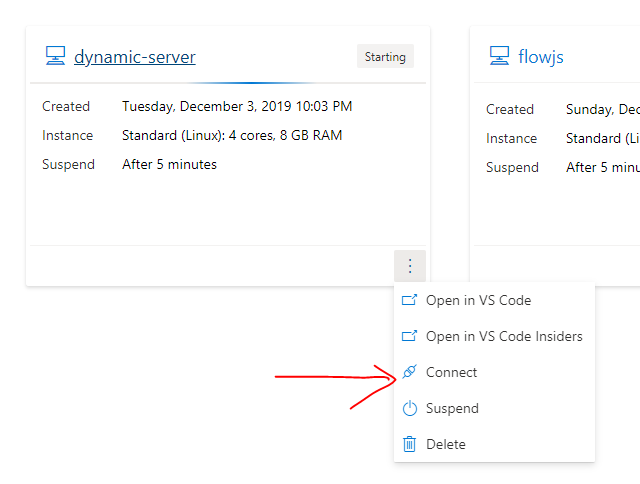 dynamic-server
Starting
Created Tuesday, December 3, 2019 10:03 PM
Instance Standard (Linux): 4 cores, 8 GB RAM
Suspend After 5 minutes
flowjs
Created Sunday, Dec
Instance Standard (Li
Suspend After 5 minu
Open in VS Code
Open in VS Code Insiders
Connect
Suspend
Delete